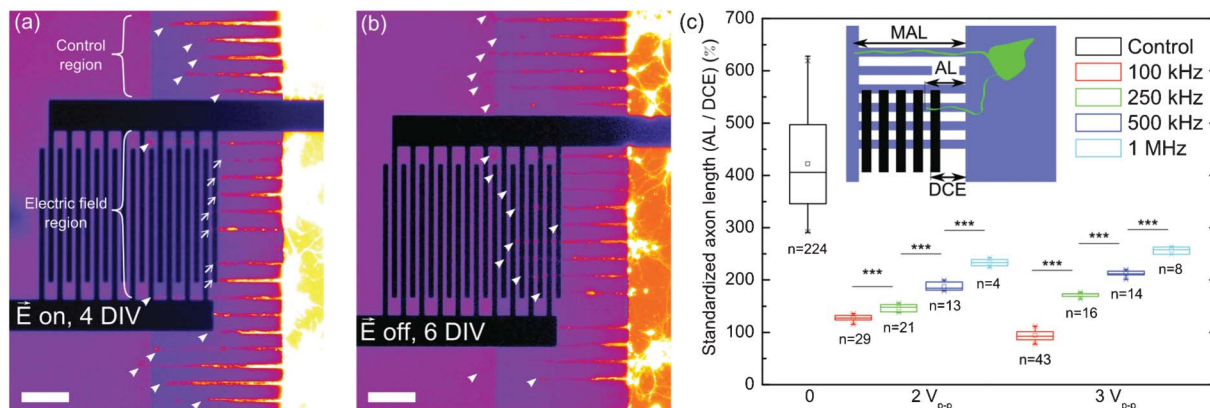 (a)
Control
region
Electric field
region
E on, 4 DIV
(b)
E off, 6 DIV
(c)
Standardized axon length (AL / DCE) (%)
700
600
500
400
300
200
100
0
MAL
AL
DCE
Control
100 kHz
250 kHz
500 kHz
1 MHz
n=224
***
***
***
n=29
n=21
n=13
n=4
***
***
***
n=43
n=16
n=14
n=8
0
2 Vp-p
3 Vp-p